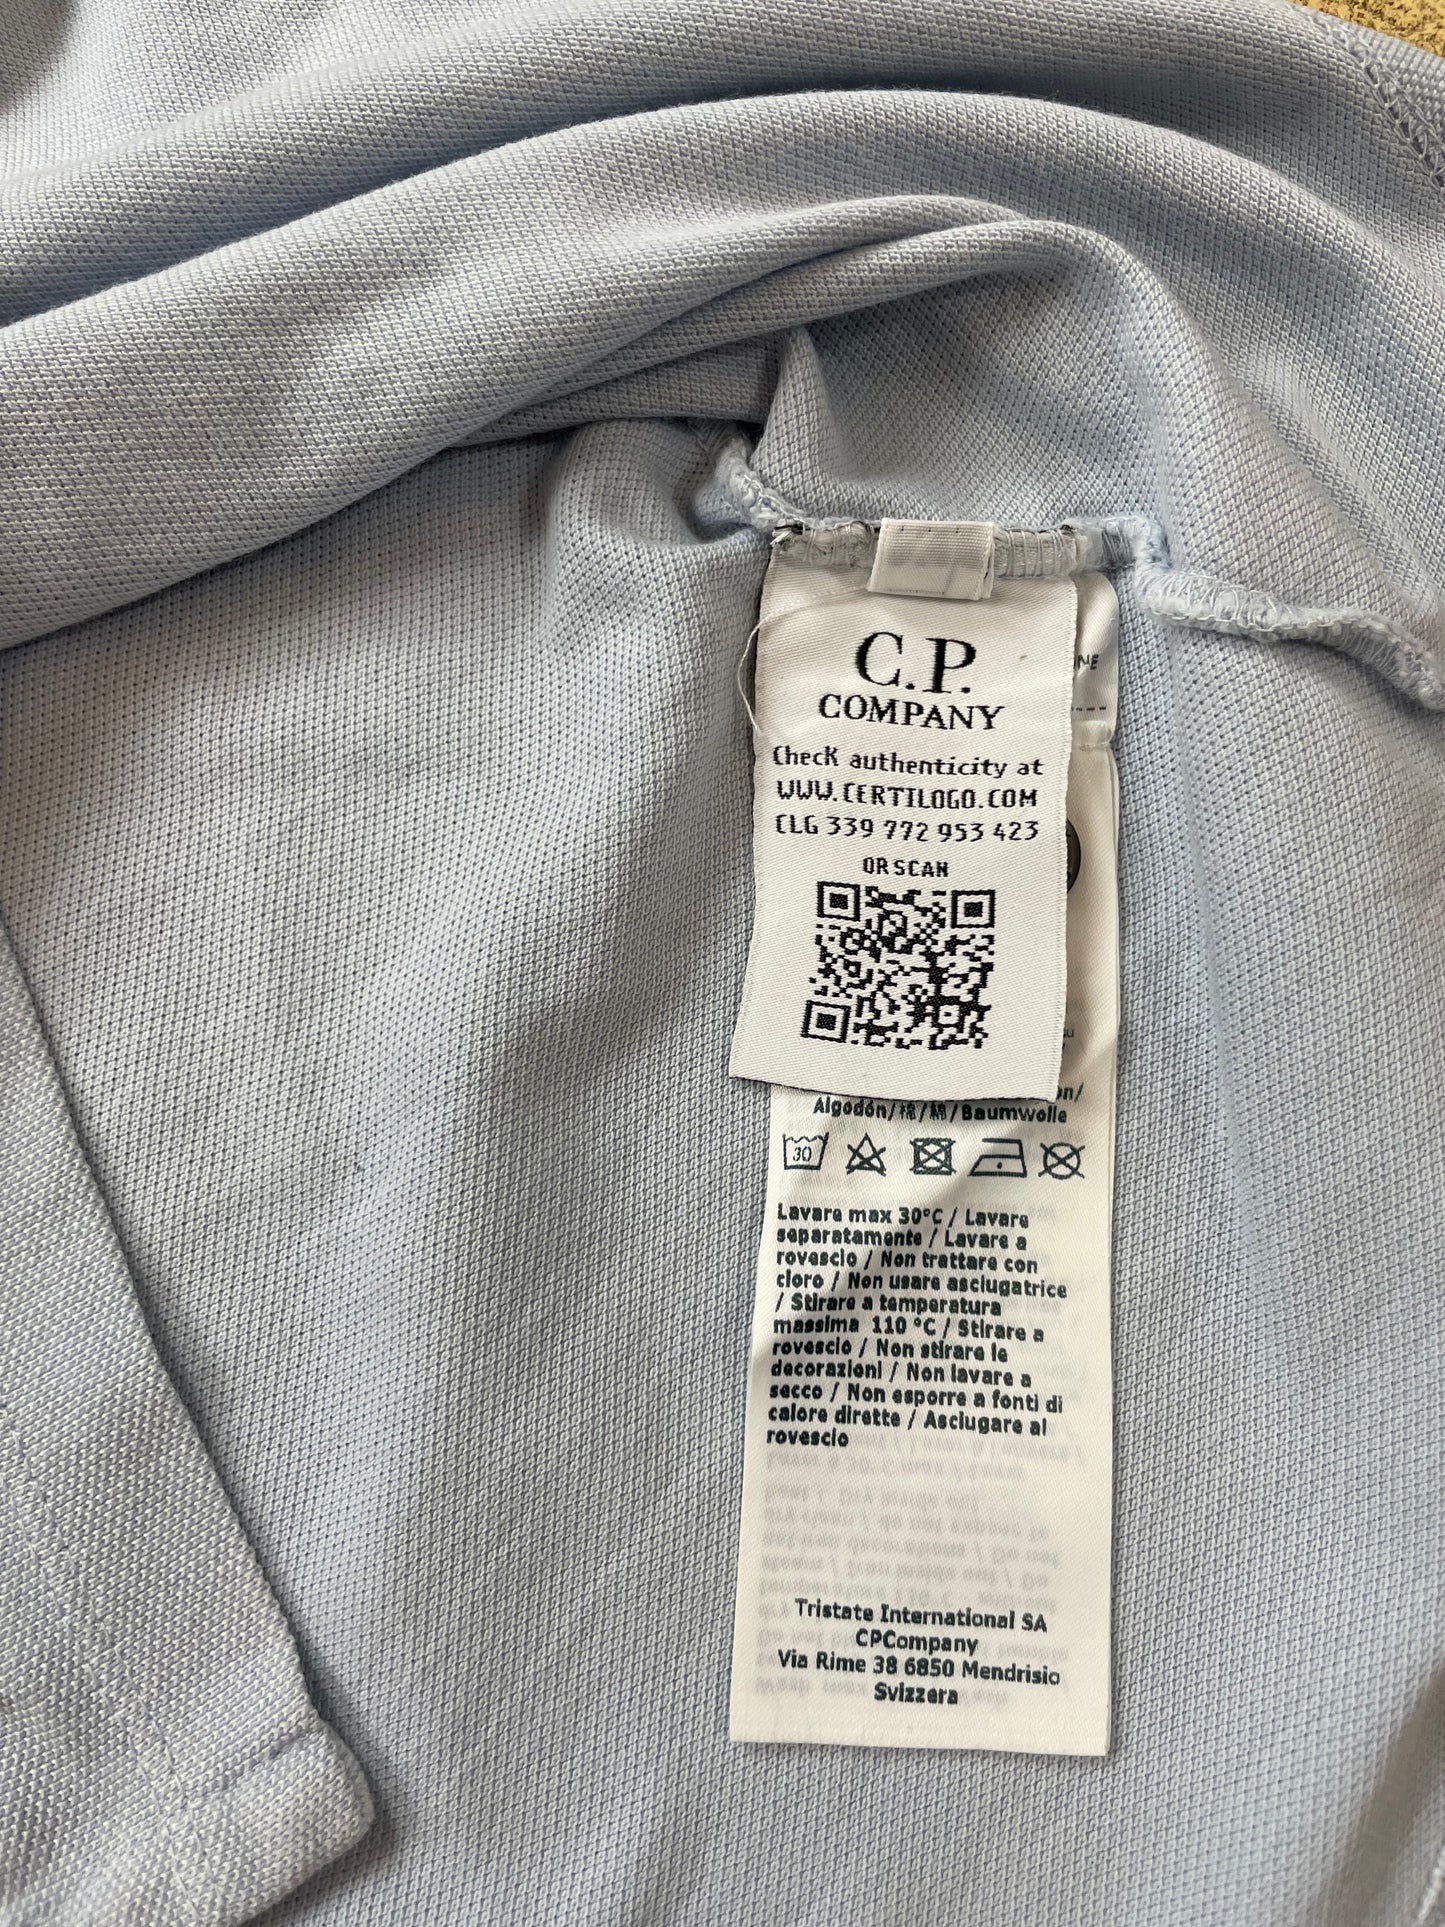 C.P.
COMPANY
Check authenticity at
WWW.CERTILOGO.COM
CLG 339 772 953 423
OR SCAN
Algodón/棉/綿/Baumwolle
30
Lavare max 30°C / Lavare
separatamente / Lavare a
rovescio / Non trattare con
cloro / Non usare asciugatrice
/ Stirare a temperatura
massima 110 °C / Stirare a
rovescio / Non stirare le
decorazioni / Non lavare a
secco / Non esporre a fonti di
calore dirette / Asciugare al
rovescio
Tristate International SA
CPCompany
Via Rime 38 6850 Mendrisio
Svizzera